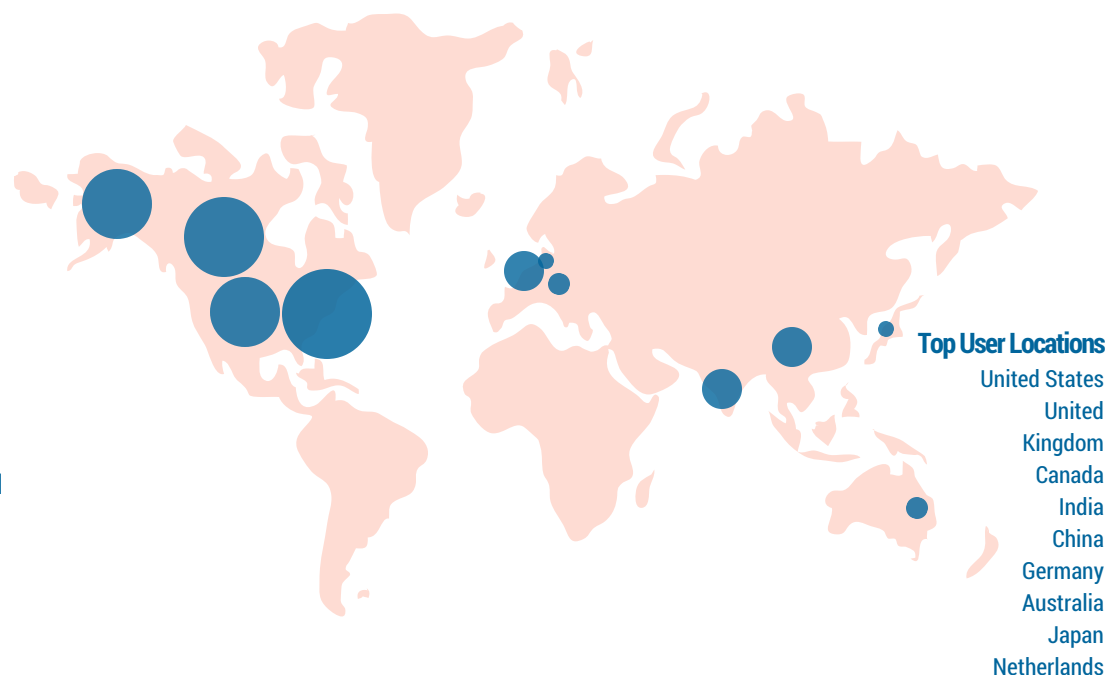 Top User Locations
United States
United
Kingdom
Canada
India
China
Germany
Australia
Japan
Netherlands